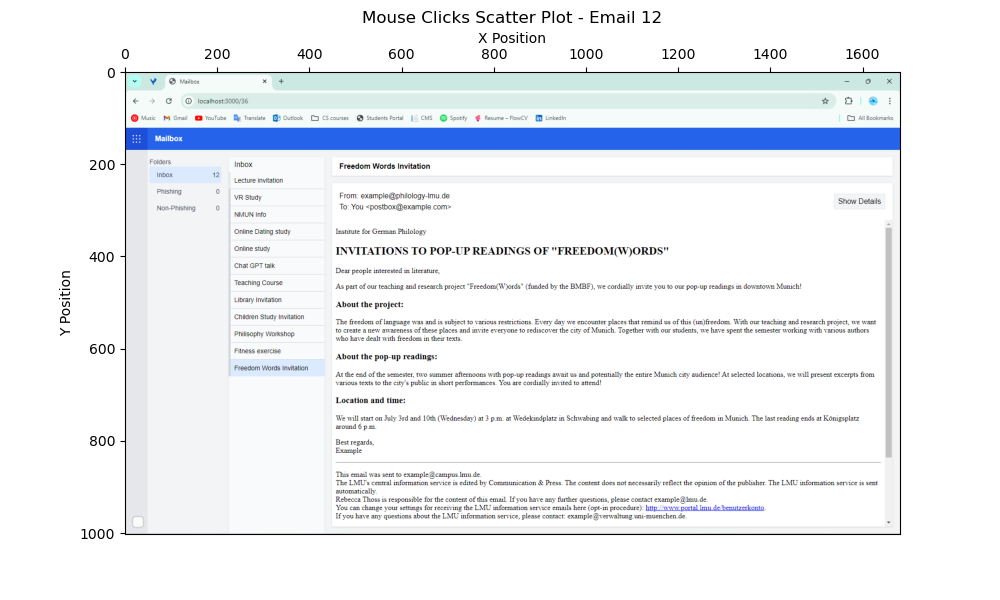 Mouse Clicks Scatter Plot - Email 12
X Position
0 200 400 600 800 1000 1200 1400 1600
Y Position
0
200
400
600
800
1000
Mailbox
localhost:3000/36
Music Gmail YouTube Translate Outlook CS courses Students Portal CMS Spotify Resume – FlowCV LinkedIn All Bookmarks
Mailbox
Folders
Inbox 12
Phishing 0
Non-Phishing 0
Inbox
Lecture invitation
VR Study
NMUN Info
Online Dating study
Online study
Chat GPT talk
Teaching Course
Library Invitation
Children Study Invitation
Philisophy Workshop
Fitness exercise
Freedom Words Invitation
Freedom Words Invitation
From: example@philology-lmu.de
To: You <postbox@example.com>
Show Details
Institute for German Philology
INVITATIONS TO POP-UP READINGS OF "FREEDOM(W)ORDS"
Dear people interested in literature,
As part of our teaching and research project "Freedom(W)ords" (funded by the BMBF), we cordially invite you to our pop-up readings in downtown Munich!
About the project:
The freedom of language was and is subject to various restrictions. Every day we encounter places that remind us of this (un)freedom. With our teaching and research project, we want
to create a new awareness of these places and invite everyone to rediscover the city of Munich. Together with our students, we have spent the semester working with various authors
who have dealt with freedom in their texts.
About the pop-up readings:
At the end of the semester, two summer afternoons with pop-up readings await us and potentially the entire Munich city audience! At selected locations, we will present excerpts from
various texts to the city's public in short performances. You are cordially invited to attend!
Location and time:
We will start on July 3rd and 10th (Wednesday) at 3 p.m. at Wedekindplatz in Schwabing and walk to selected places of freedom in Munich. The last reading ends at Königsplatz
around 6 p.m.
Best regards,
Example
This email was sent to example@campus.lmu.de.
The LMU's central information service is edited by Communication & Press. The content does not necessarily reflect the opinion of the publisher. The LMU information service is sent
automatically.
Rebecca Thoss is responsible for the content of this email. If you have any further questions, please contact example@lmu.de.
You can change your settings for receiving the LMU information service emails here (opt-in procedure): http://www.portal.lmu.de/benutzerkonto.
If you have any questions about the LMU information service, please contact: example@verwaltung.uni-muenchen.de.